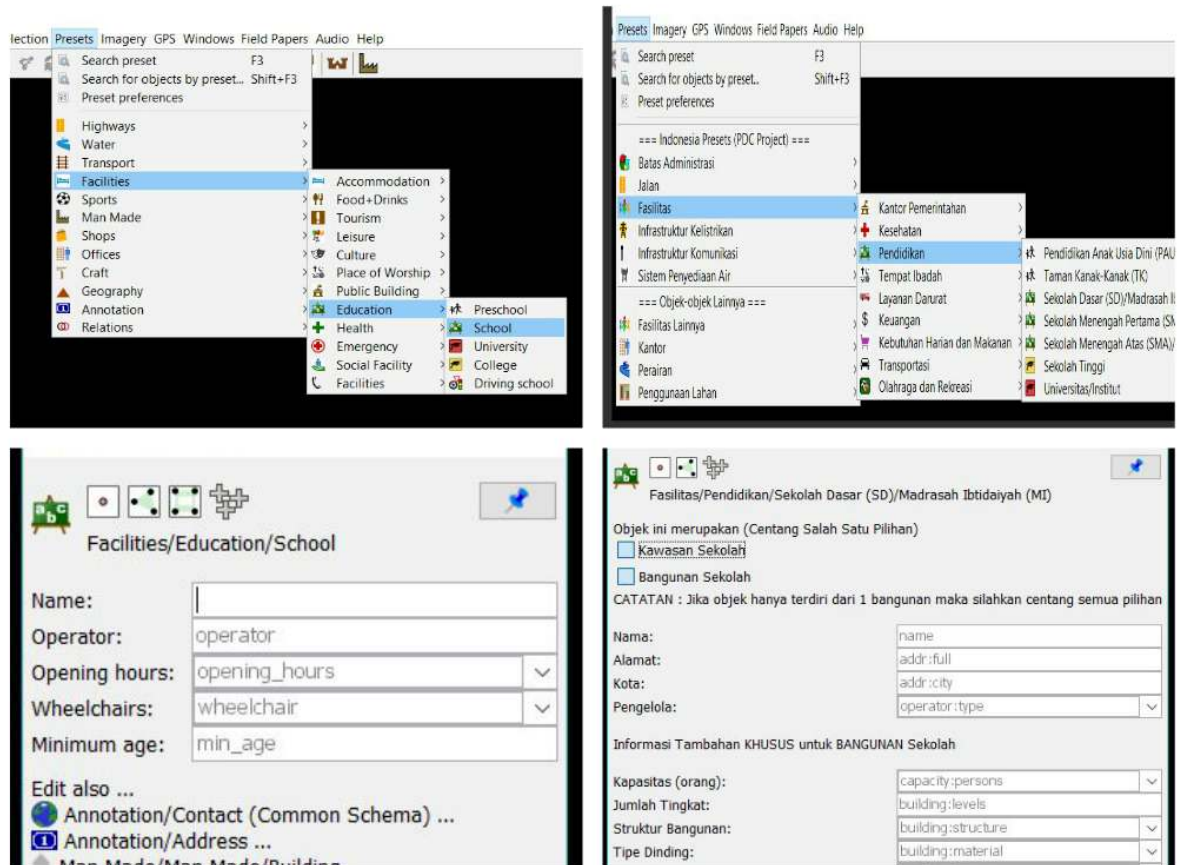 lection Presets Imagery GPS Windows Field Papers Audio Help
Search preset F3
Search for objects by preset... Shift+F3
Preset preferences
Highways
Water
Transport
Facilities
Sports
Man Made
Shops
Offices
Craft
Geography
Annotation
Relations
Accommodation
Food+Drinks
Tourism
Leisure
Culture
Place of Worship
Public Building
Education
Health
Emergency
Social Facility
Facilities
Preschool
School
University
College
Driving school
Presets Imagery GPS Windows Field Papers Audio Help
Search preset F3
Search for objects by preset... Shift+F3
Preset preferences
=== Indonesia Presets (PDC Project) ===
Batas Administrasi
Jalan
Fasilitas
Infrastruktur Kelistrikan
Infrastruktur Komunikasi
Sistem Penyediaan Air
=== Objek-objek Lainnya ===
Fasilitas Lainnya
Kantor
Perairan
Penggunaan Lahan
Kantor Pemerintahan
Kesehatan
Pendidikan
Tempat Ibadah
Layanan Darurat
Keuangan
Kebutuhan Harian dan Makanan
Transportasi
Olahraga dan Rekreasi
Pendidikan Anak Usia Dini (PAU
Taman Kanak-Kanak (TK)
Sekolah Dasar (SD)/Madrasah I
Sekolah Menengah Pertama (SM
Sekolah Menengah Atas (SMA)/
Sekolah Tinggi
Universitas/Institut
Facilities/Education/School
Name:
Operator: operator
Opening hours: opening_hours
Wheelchairs: wheelchair
Minimum age: min_age
Edit also ...
Annotation/Contact (Common Schema) ...
Annotation/Address ...
Man Made/Man Made/Building
Fasilitas/Pendidikan/Sekolah Dasar (SD)/Madrasah Ibtidaiyah (MI)
Objek ini merupakan (Centang Salah Satu Pilihan)
Kawasan Sekolah
Bangunan Sekolah
CATATAN : Jika objek hanya terdiri dari 1 bangunan maka silahkan centang semua pilihan
Nama: name
Alamat: addr:full
Kota: addr:city
Pengelola: operator:type
Informasi Tambahan KHUSUS untuk BANGUNAN Sekolah
Kapasitas (orang): capacity:persons
Jumlah Tingkat: building:levels
Struktur Bangunan: building:structure
Tipe Dinding: building:material